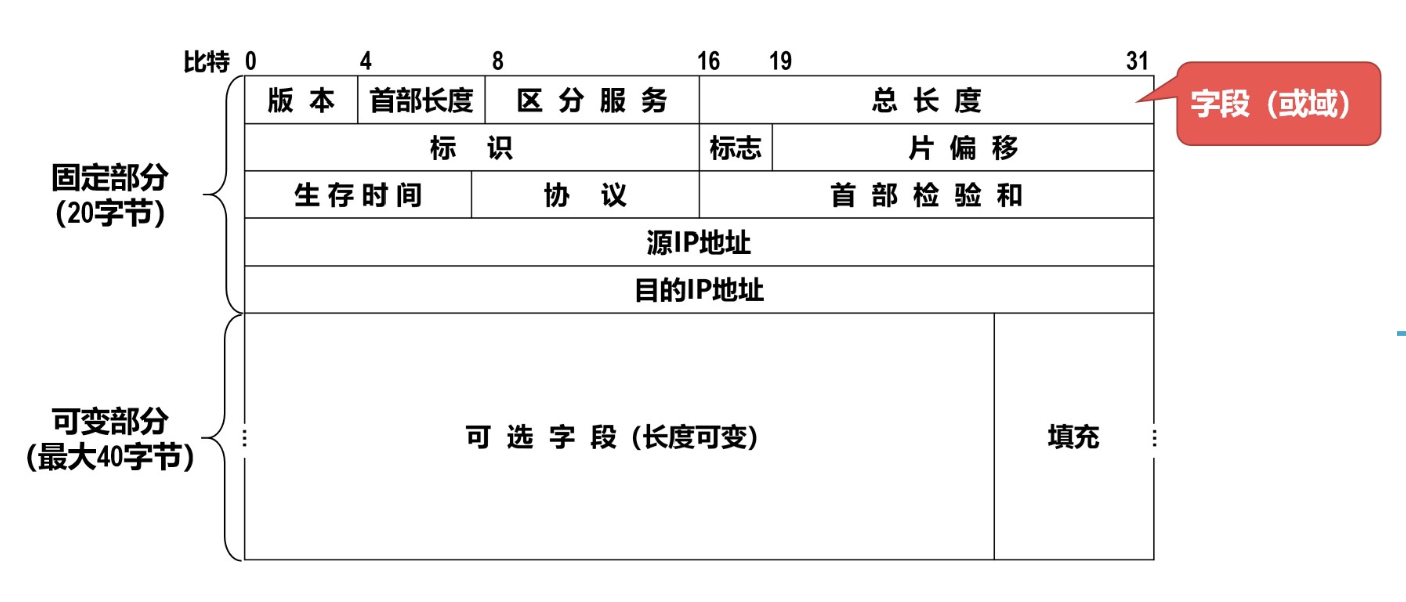 比特 0 4 8 16 19 31
版本 首部长度 区分服务 总长度
字段（或域）
标识 标志 片偏移
固定部分
（20字节）
生存时间 协议 首部检验和
源IP地址
目的IP地址
可变部分
（最大40字节）
可选字段（长度可变） 填充